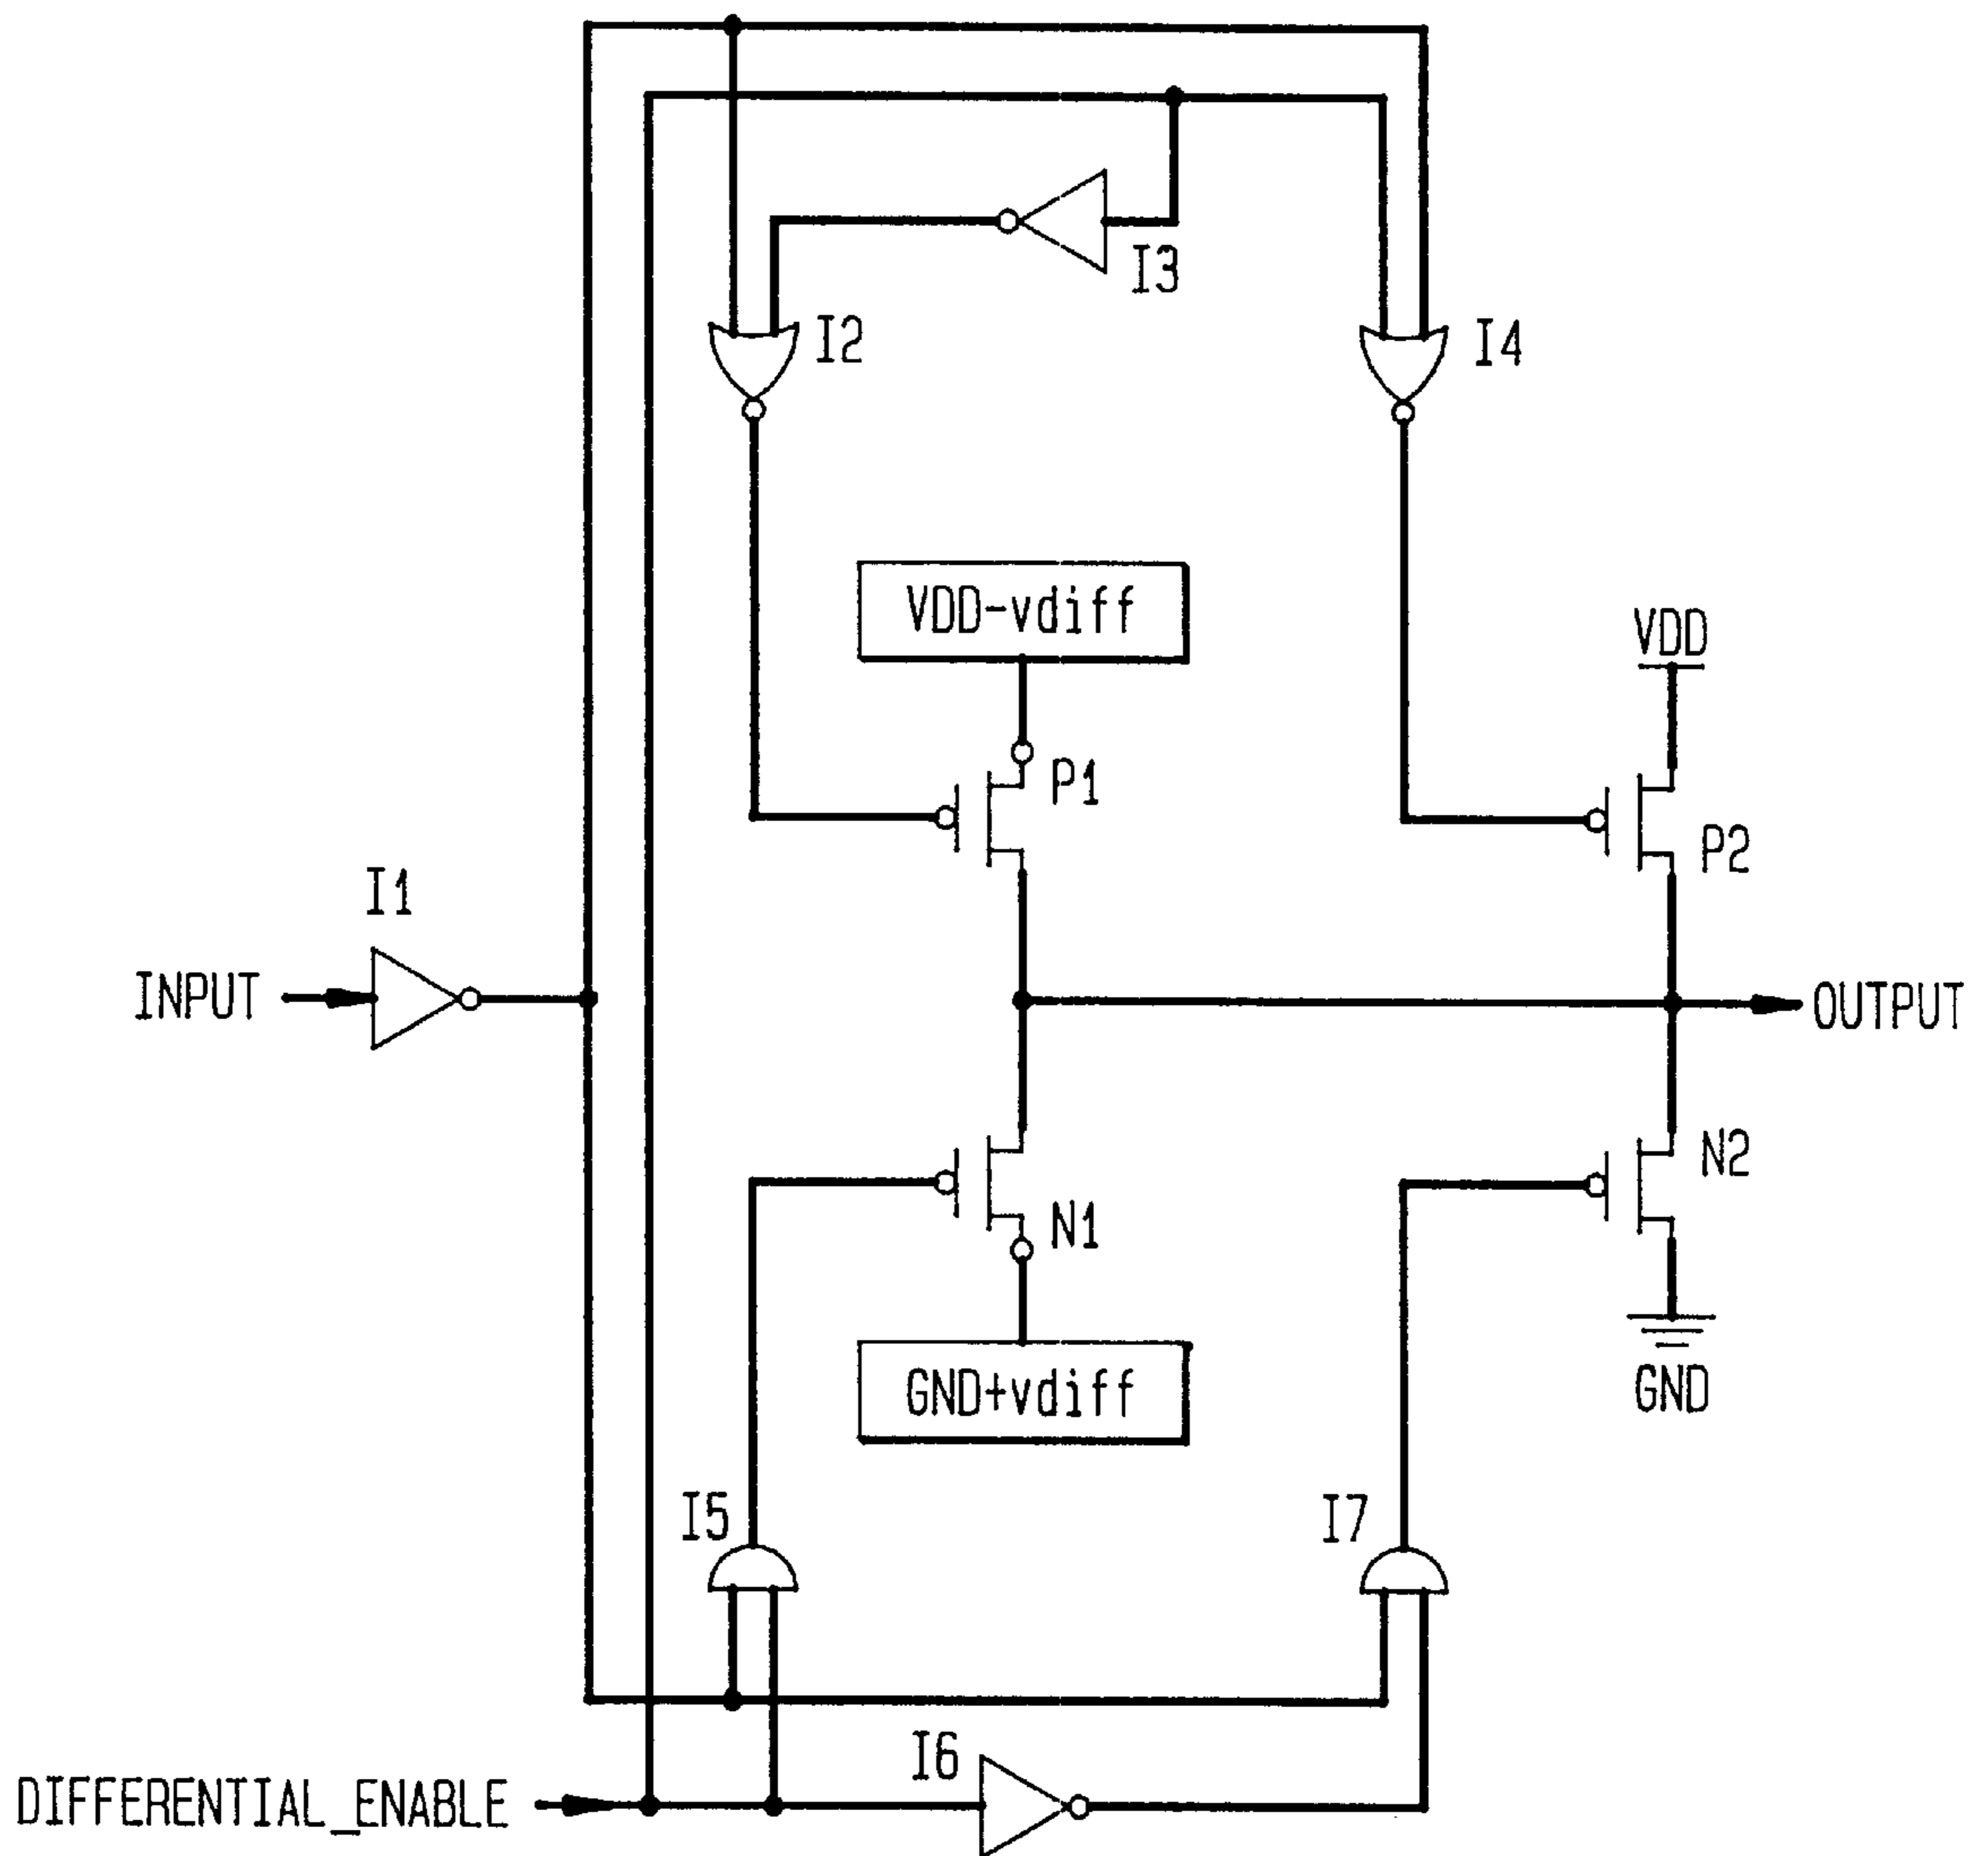 I3
I2
I4
VDD-vdiff
VDD
P1
P2
I1
INPUT
OUTPUT
N2
N1
GND+vdiff
GND
I5
I7
I6
DIFFERENTIAL_ENABLE